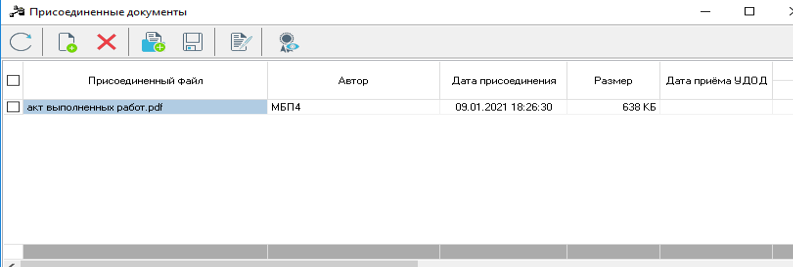 Присоединенные документы
Присоединенный файл Автор Дата присоединения Размер Дата приёма УДОД
акт выполненных работ.pdf МБП4 09.01.2021 18:26:30 638 КБ